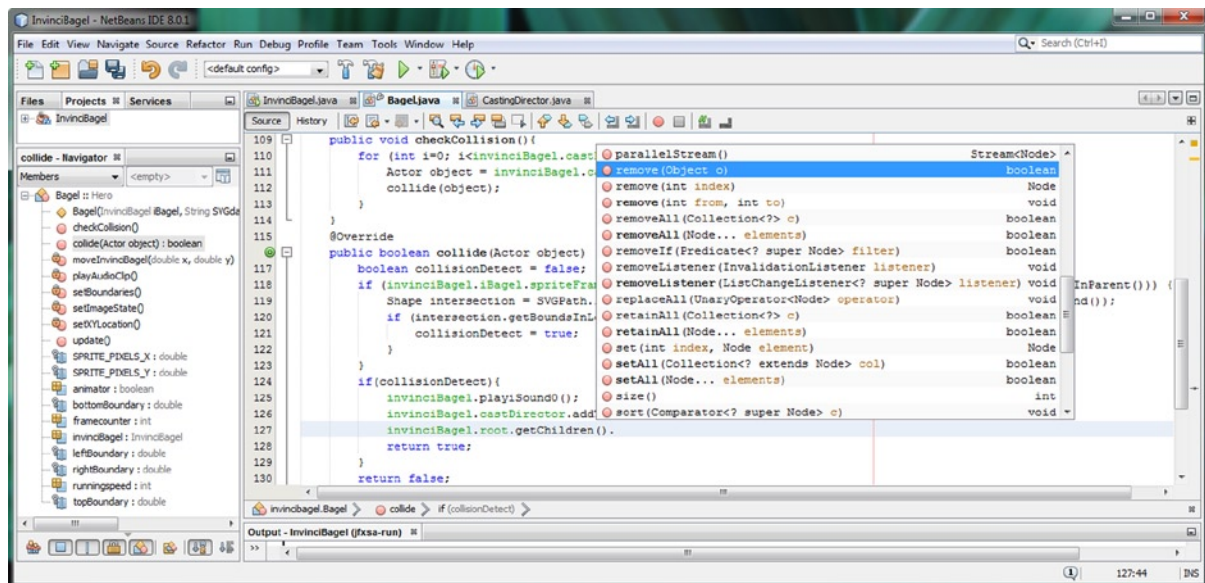 InvinciBagel - NetBeans IDE 8.0.1
File Edit View Navigate Source Refactor Run Debug Profile Team Tools Window Help
Search (Ctrl+I)
<default config>
Files Projects Services
InvinciBagel
InvinciBagel.java Bagel.java CastingDirector.java
Source History
collide - Navigator
Members <empty>
Bagel :: Hero
Bagel(InvinciBagel iBagel, String SVGda
checkCollision()
collide(Actor object) : boolean
moveInvinciBagel(double x, double y)
playAudioClip()
setBoundaries()
setImageState()
setXYLocation()
update()
SPRITE_PIXELS_X : double
SPRITE_PIXELS_Y : double
animator : boolean
bottomBoundary : double
framecounter : int
invinciBagel : InvinciBagel
leftBoundary : double
rightBoundary : double
runningspeed : int
topBoundary : double
109 public void checkCollision(){
110 for (int i=0; i<invinciBagel.cast
111 Actor object = invinciBagel.c
112 collide(object);
113 }
114 }
115 @Override
public boolean collide(Actor object)
117 boolean collisionDetect = false;
118 if (invinciBagel.iBagel.spriteFra InParent())) {
119 Shape intersection = SVGPath. nd());
120 if (intersection.getBoundsInL
121 collisionDetect = true;
122 }
123 }
124 if(collisionDetect){
125 invinciBagel.playiSound0();
126 invinciBagel.castDirector.add
127 invinciBagel.root.getChildren().
128 return true;
129 }
130 return false;
parallelStream() Stream<Node>
remove(Object o) boolean
remove(int index) Node
remove(int from, int to) void
removeAll(Collection<?> c) boolean
removeAll(Node... elements) boolean
removeIf(Predicate<? super Node> filter) boolean
removeListener(InvalidationListener listener) void
removeListener(ListChangeListener<? super Node> listener) void
replaceAll(UnaryOperator<Node> operator) void
retainAll(Collection<?> c) boolean
retainAll(Node... elements) boolean
set(int index, Node element) Node
setAll(Collection<? extends Node> col) boolean
setAll(Node... elements) boolean
size() int
sort(Comparator<? super Node> c) void
invincibagel.Bagel collide if (collisionDetect)
Output - InvinciBagel (jfxsa-run)
127:44 INS